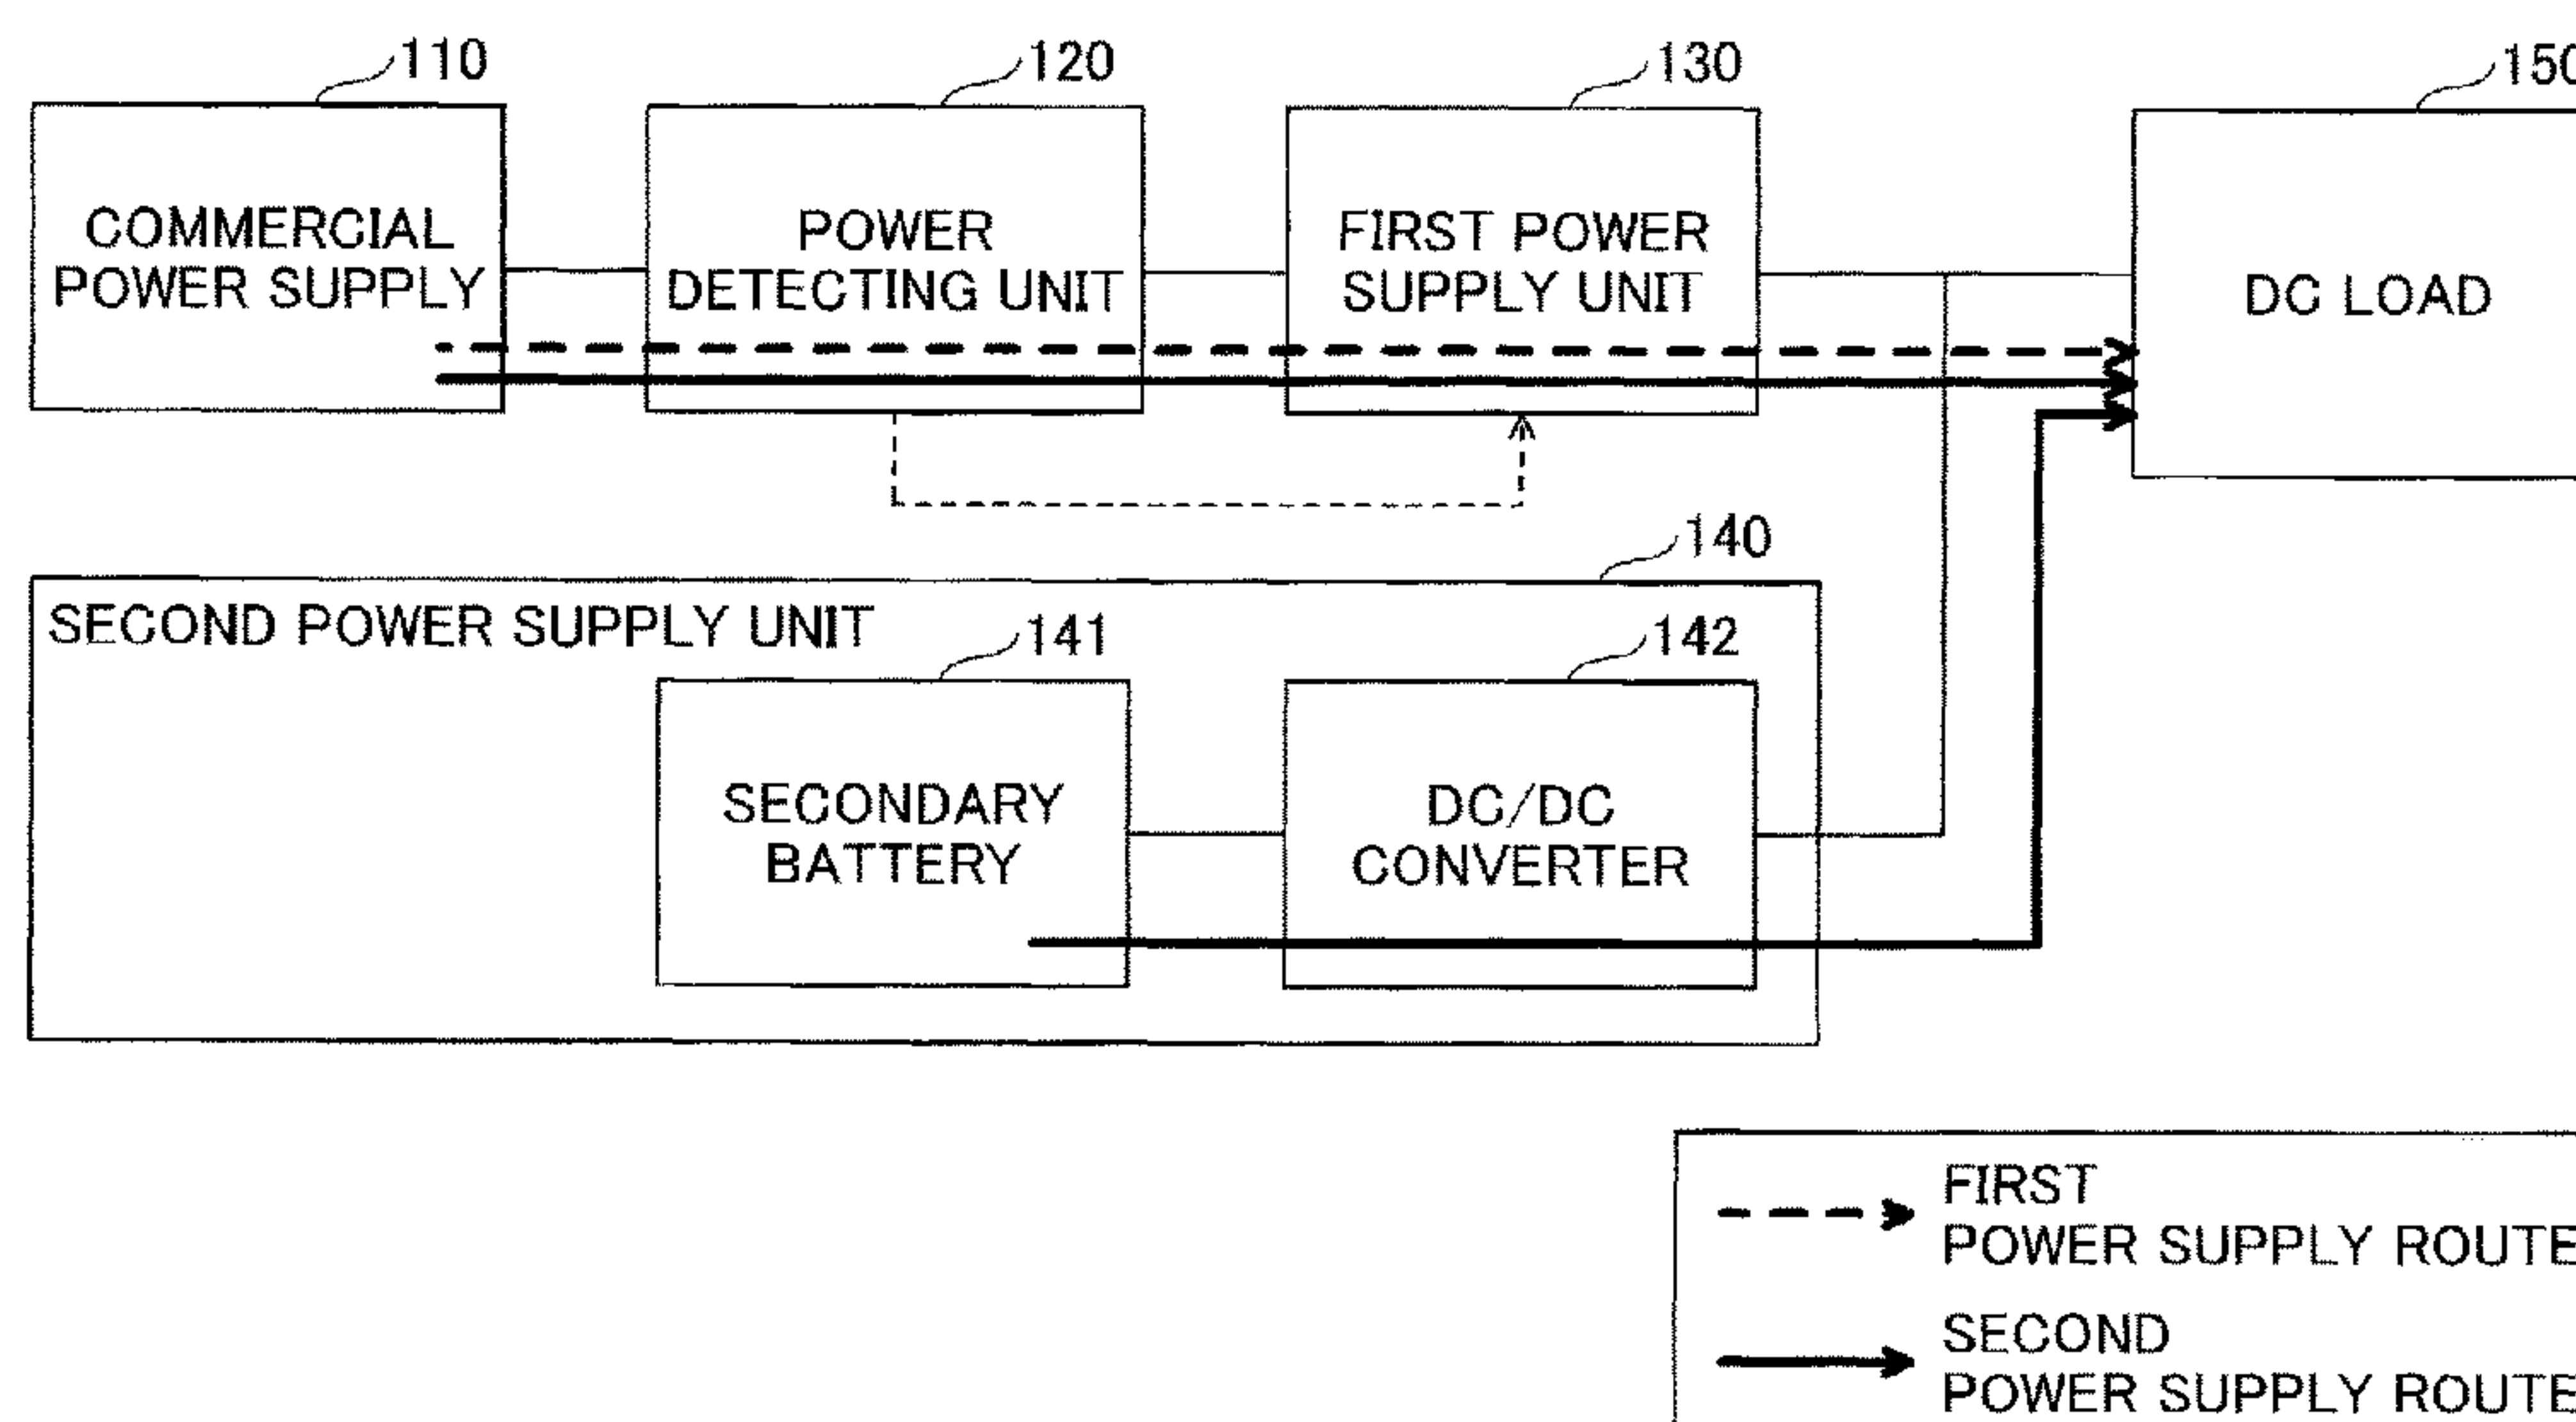 110
120
130
150
COMMERCIAL
POWER SUPPLY
POWER
DETECTING UNIT
FIRST POWER
SUPPLY UNIT
DC LOAD
140
SECOND POWER SUPPLY UNIT
141
142
SECONDARY
BATTERY
DC/DC
CONVERTER
FIRST
POWER SUPPLY ROUTE
SECOND
POWER SUPPLY ROUTE